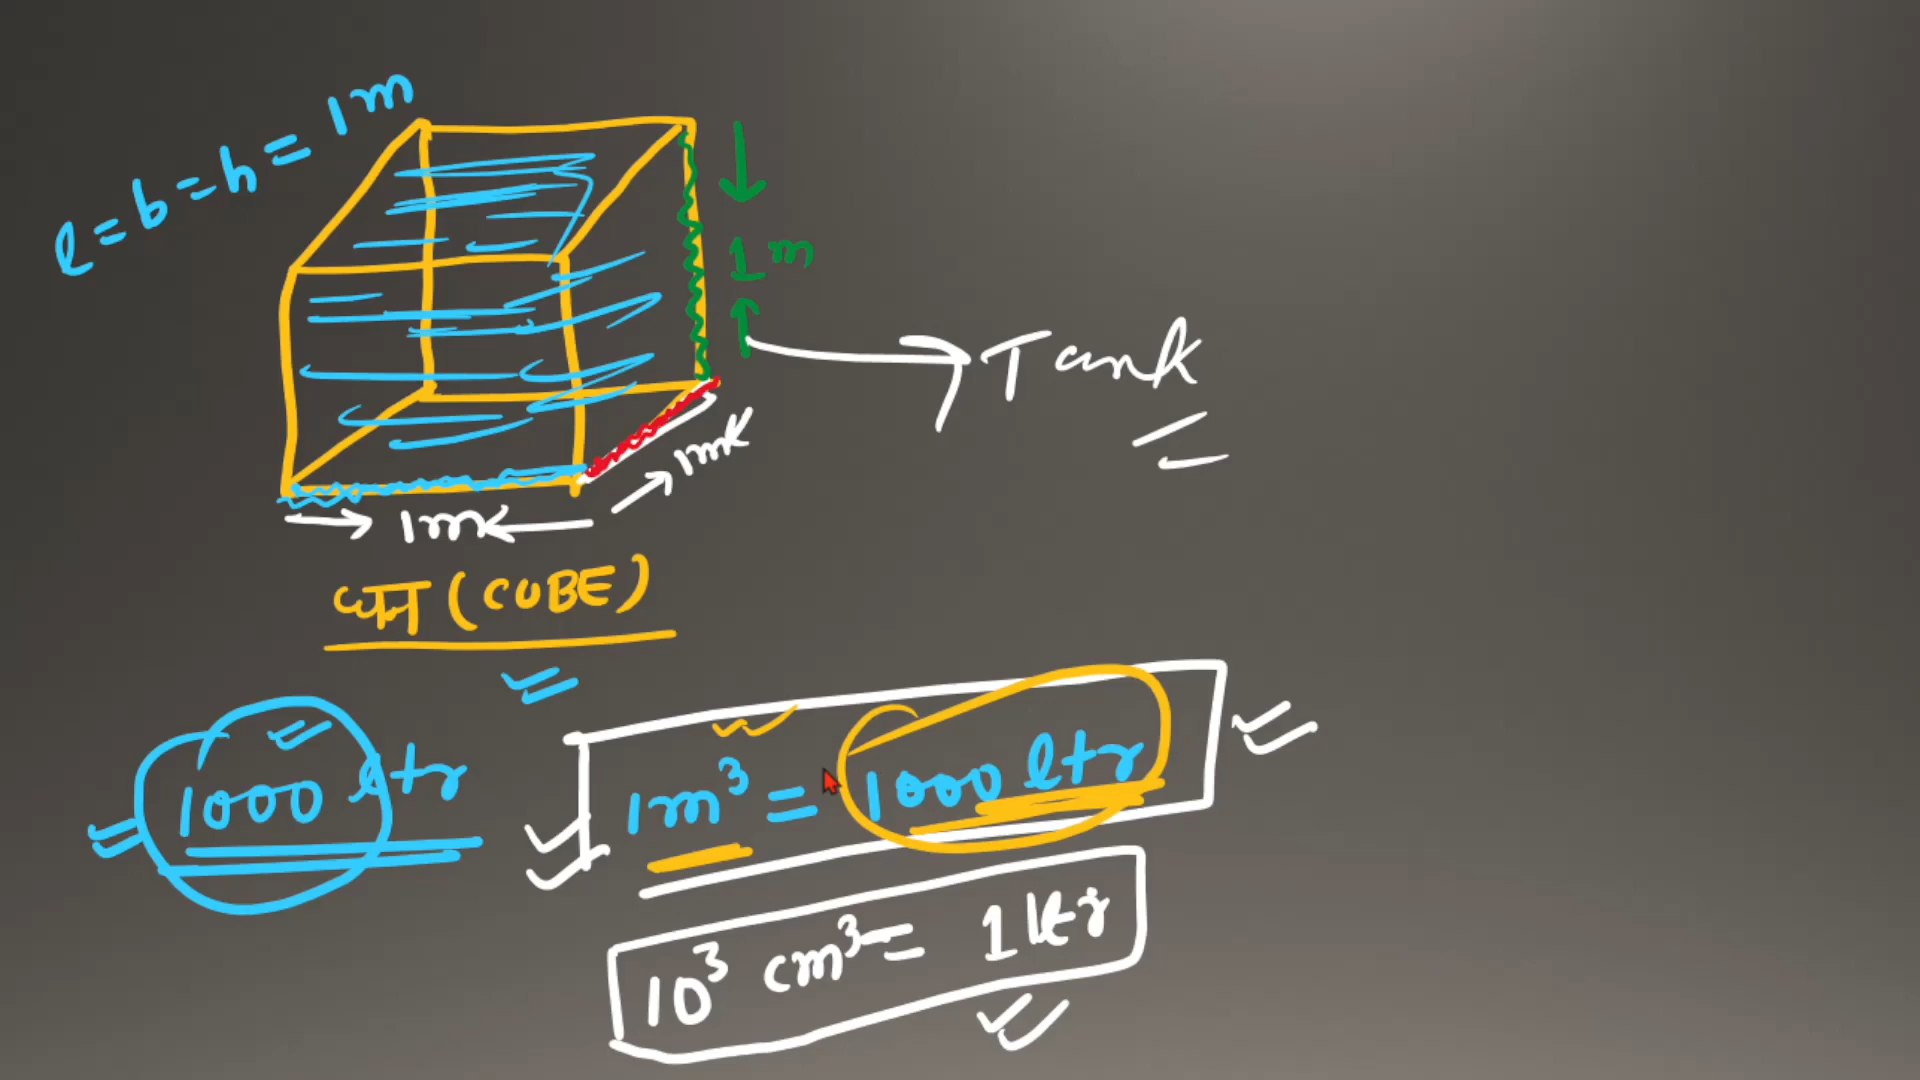 l = b = h = 1m
1m
Tank
1m
1m
घन (CUBE)
1000 ltr
1m³ = 1000 ltr
10³ cm³ = 1 ltr